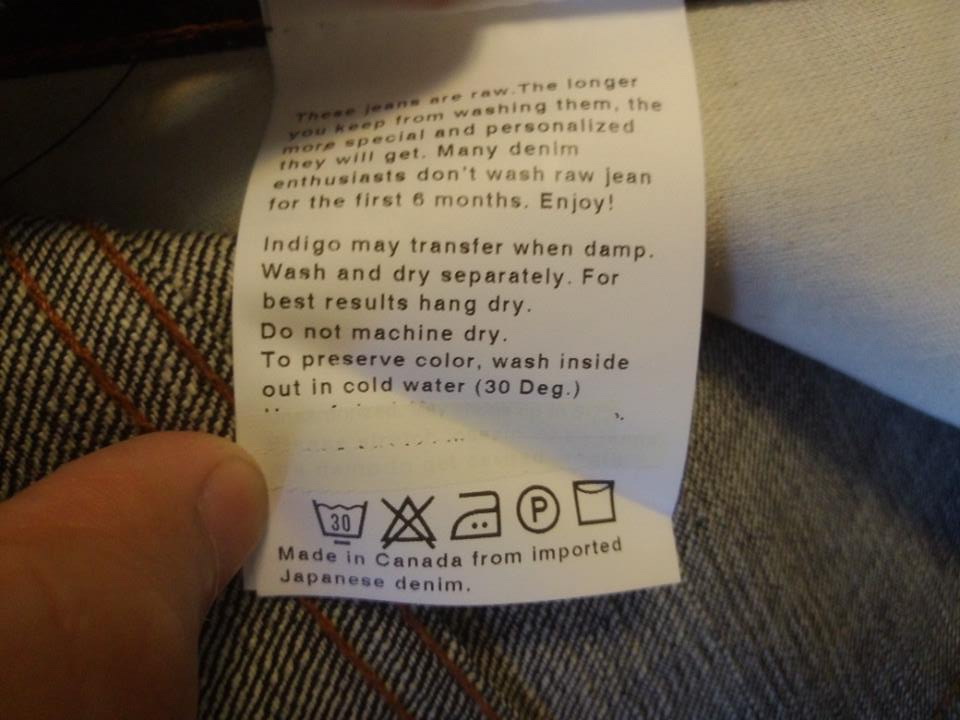 These jeans are raw. The longer
you keep from washing them, the
more special and personalized
they will get. Many denim
enthusiasts don't wash raw jean
for the first 6 months. Enjoy!
Indigo may transfer when damp.
Wash and dry separately. For
best results hang dry.
Do not machine dry.
To preserve color, wash inside
out in cold water (30 Deg.)
30
P
Made in Canada from imported
Japanese denim.